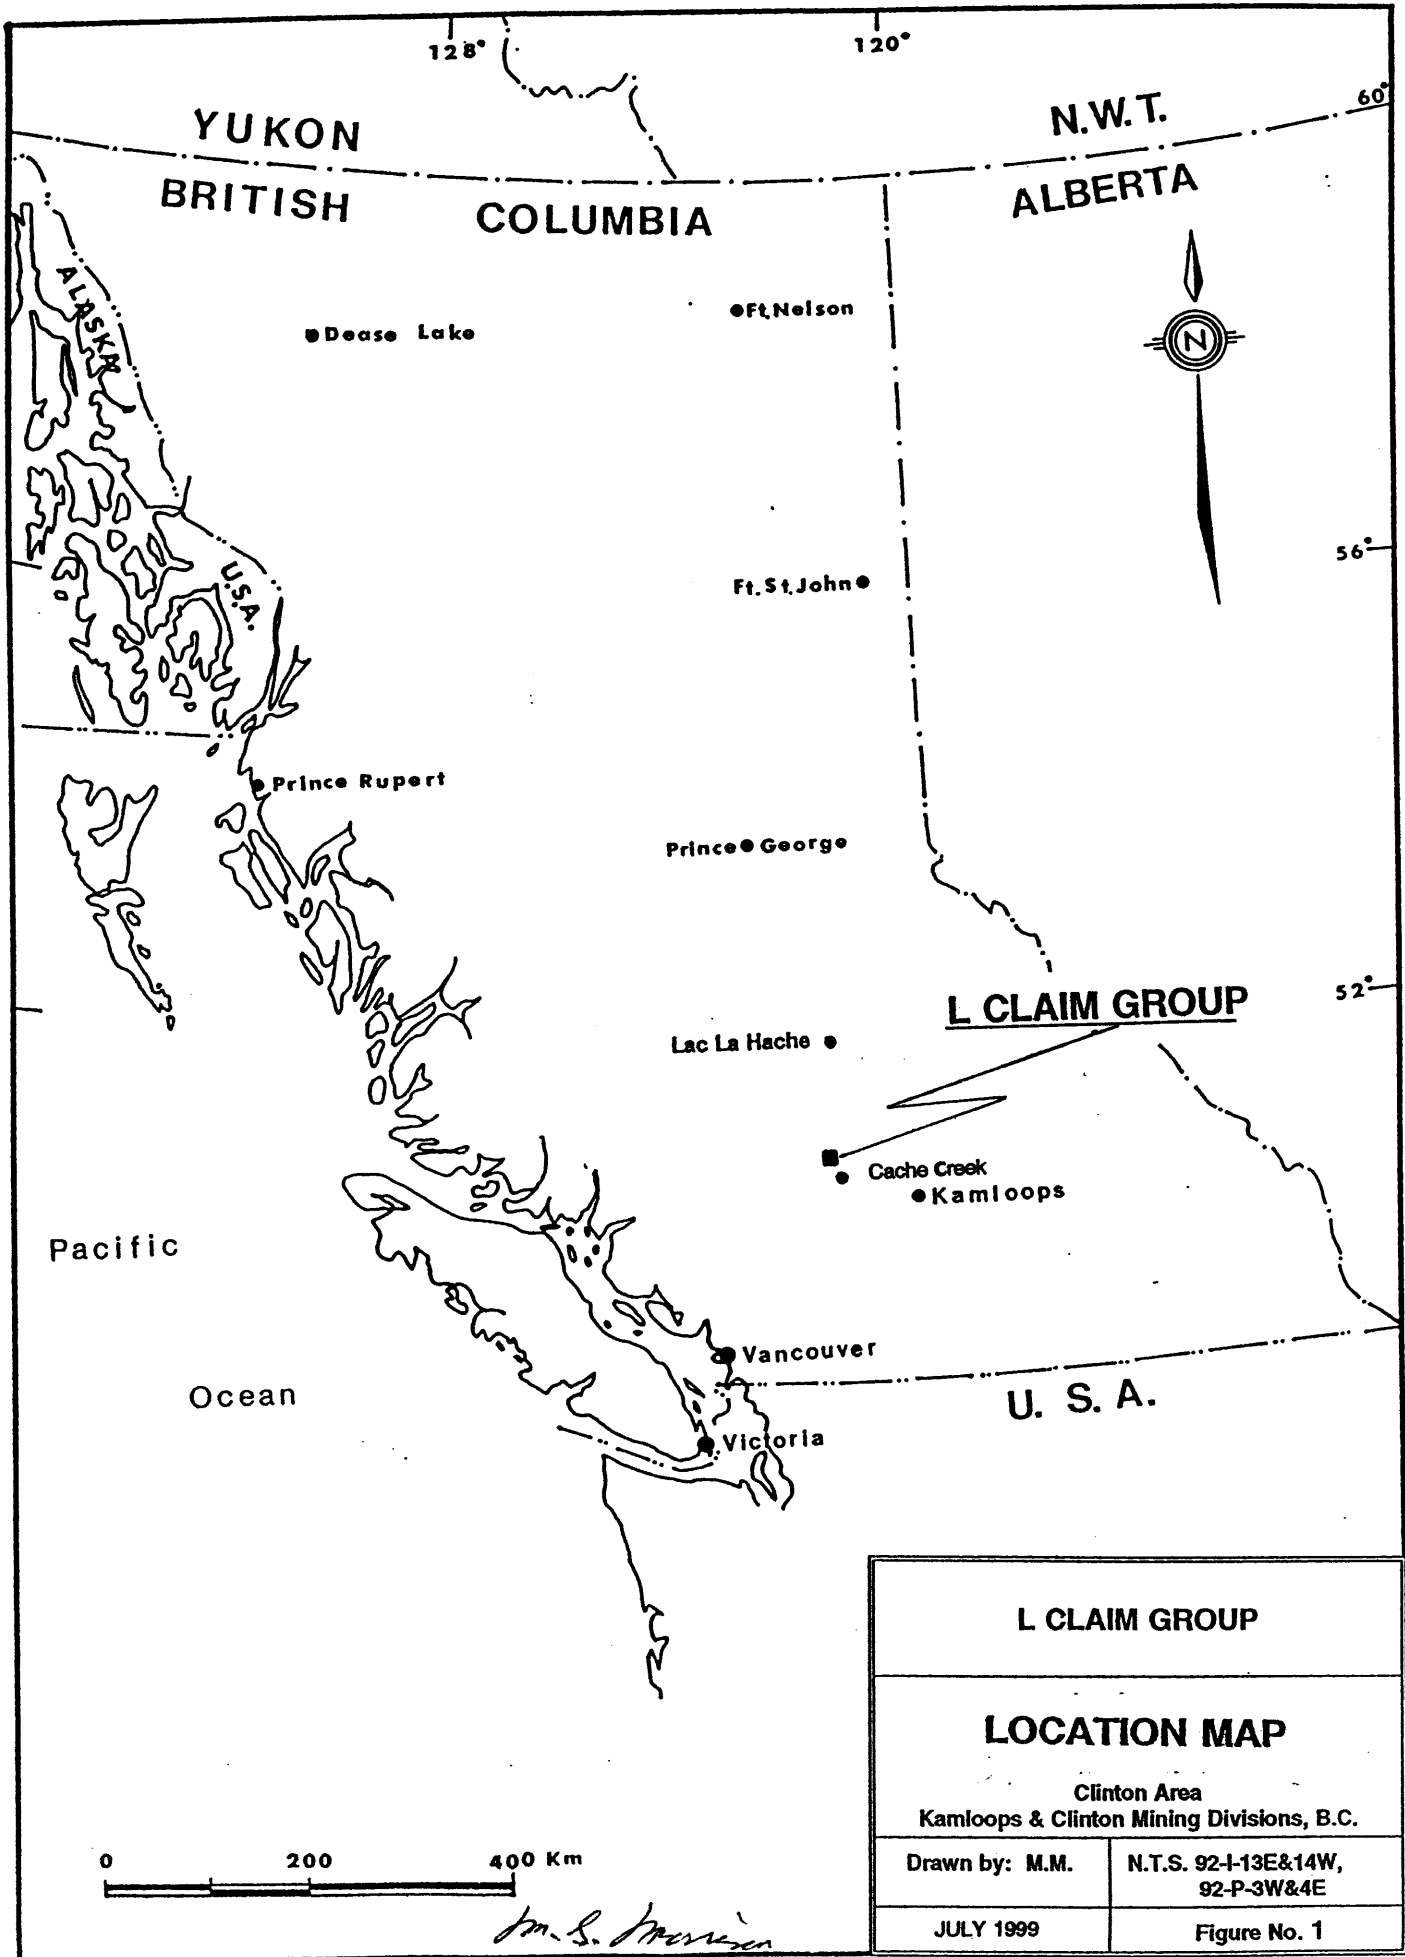 128°
120°
60°
YUKON
N.W.T.
BRITISH COLUMBIA
ALBERTA
ALASKA
Ft.Nelson
Dease Lake
N
56°
Ft.St.John
U.S.A.
Prince Rupert
Prince George
52°
L CLAIM GROUP
Lac La Hache
Cache Creek
Kamloops
Pacific
Vancouver
Ocean
U. S. A.
Victoria
L CLAIM GROUP
LOCATION MAP
Clinton Area
Kamloops & Clinton Mining Divisions, B.C.
0 200 400 Km
Drawn by: M.M.
N.T.S. 92-I-13E&14W,
92-P-3W&4E
JULY 1999
Figure No. 1